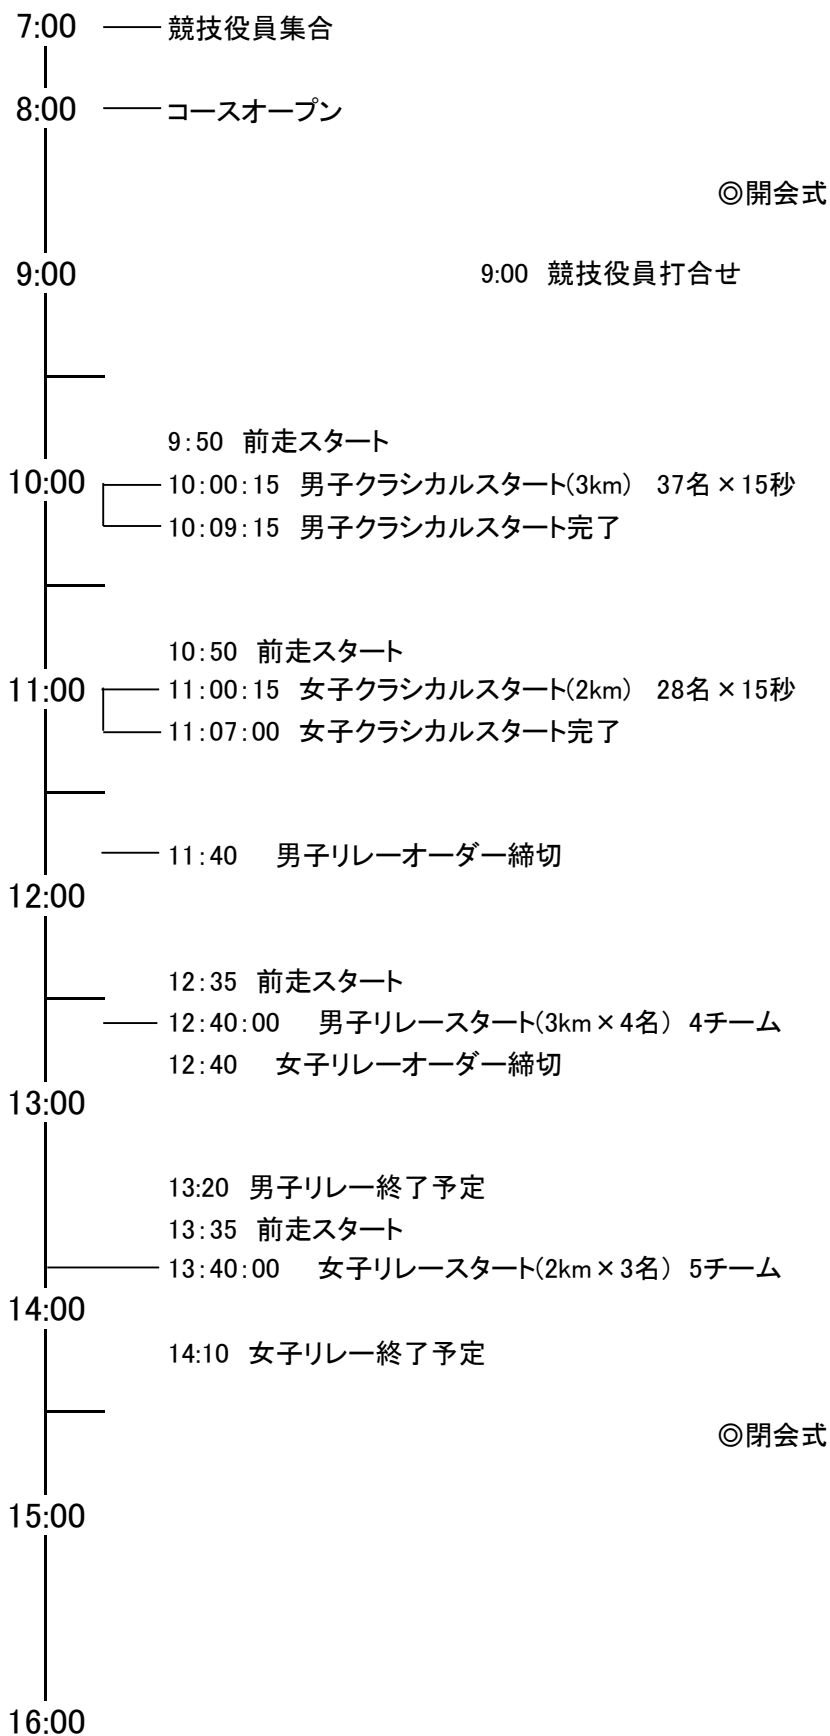 7:00 競技役員集合
8:00 コースオープン
◎開会式
9:00 9:00 競技役員打合せ
9:50 前走スタート
10:00 10:00:15 男子クラシカルスタート(3km) 37名×15秒
10:09:15 男子クラシカルスタート完了
10:50 前走スタート
11:00 11:00:15 女子クラシカルスタート(2km) 28名×15秒
11:07:00 女子クラシカルスタート完了
11:40 男子リレーオーダー締切
12:00
12:35 前走スタート
12:40:00 男子リレースタート(3km×4名) 4チーム
12:40 女子リレーオーダー締切
13:00
13:20 男子リレー終了予定
13:35 前走スタート
13:40:00 女子リレースタート(2km×3名) 5チーム
14:00
14:10 女子リレー終了予定
◎閉会式
15:00
16:00